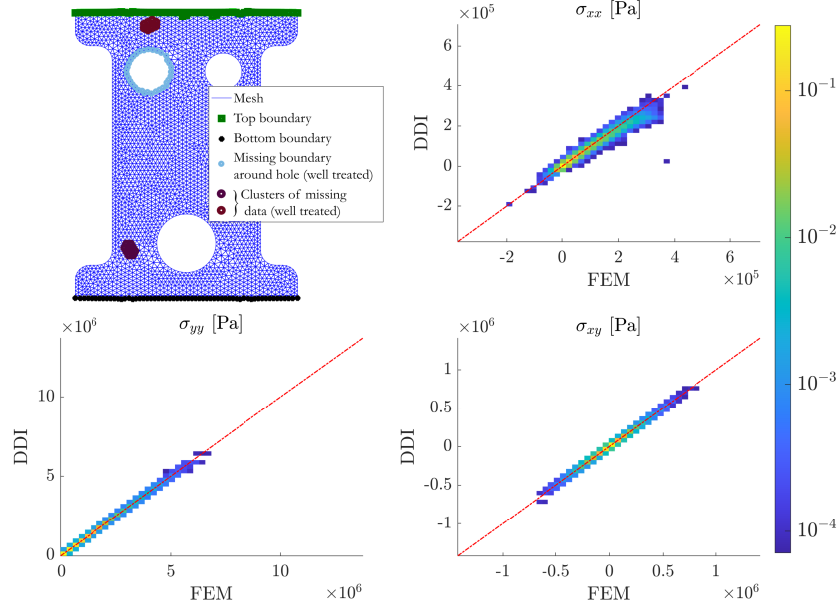 Mesh
Top boundary
Bottom boundary
Missing boundary
around hole (well treated)
Clusters of missing
data (well treated)
σxx [Pa]
×10^5
6
4
2
0
-2
DDI
-2
0
2
4
6
FEM
×10^5
10^-1
10^-2
10^-3
10^-4
σyy [Pa]
×10^6
10
5
0
DDI
0
5
10
FEM
×10^6
σxy [Pa]
×10^6
1
0.5
0
-0.5
-1
DDI
-1
-0.5
0
0.5
1
FEM
×10^6